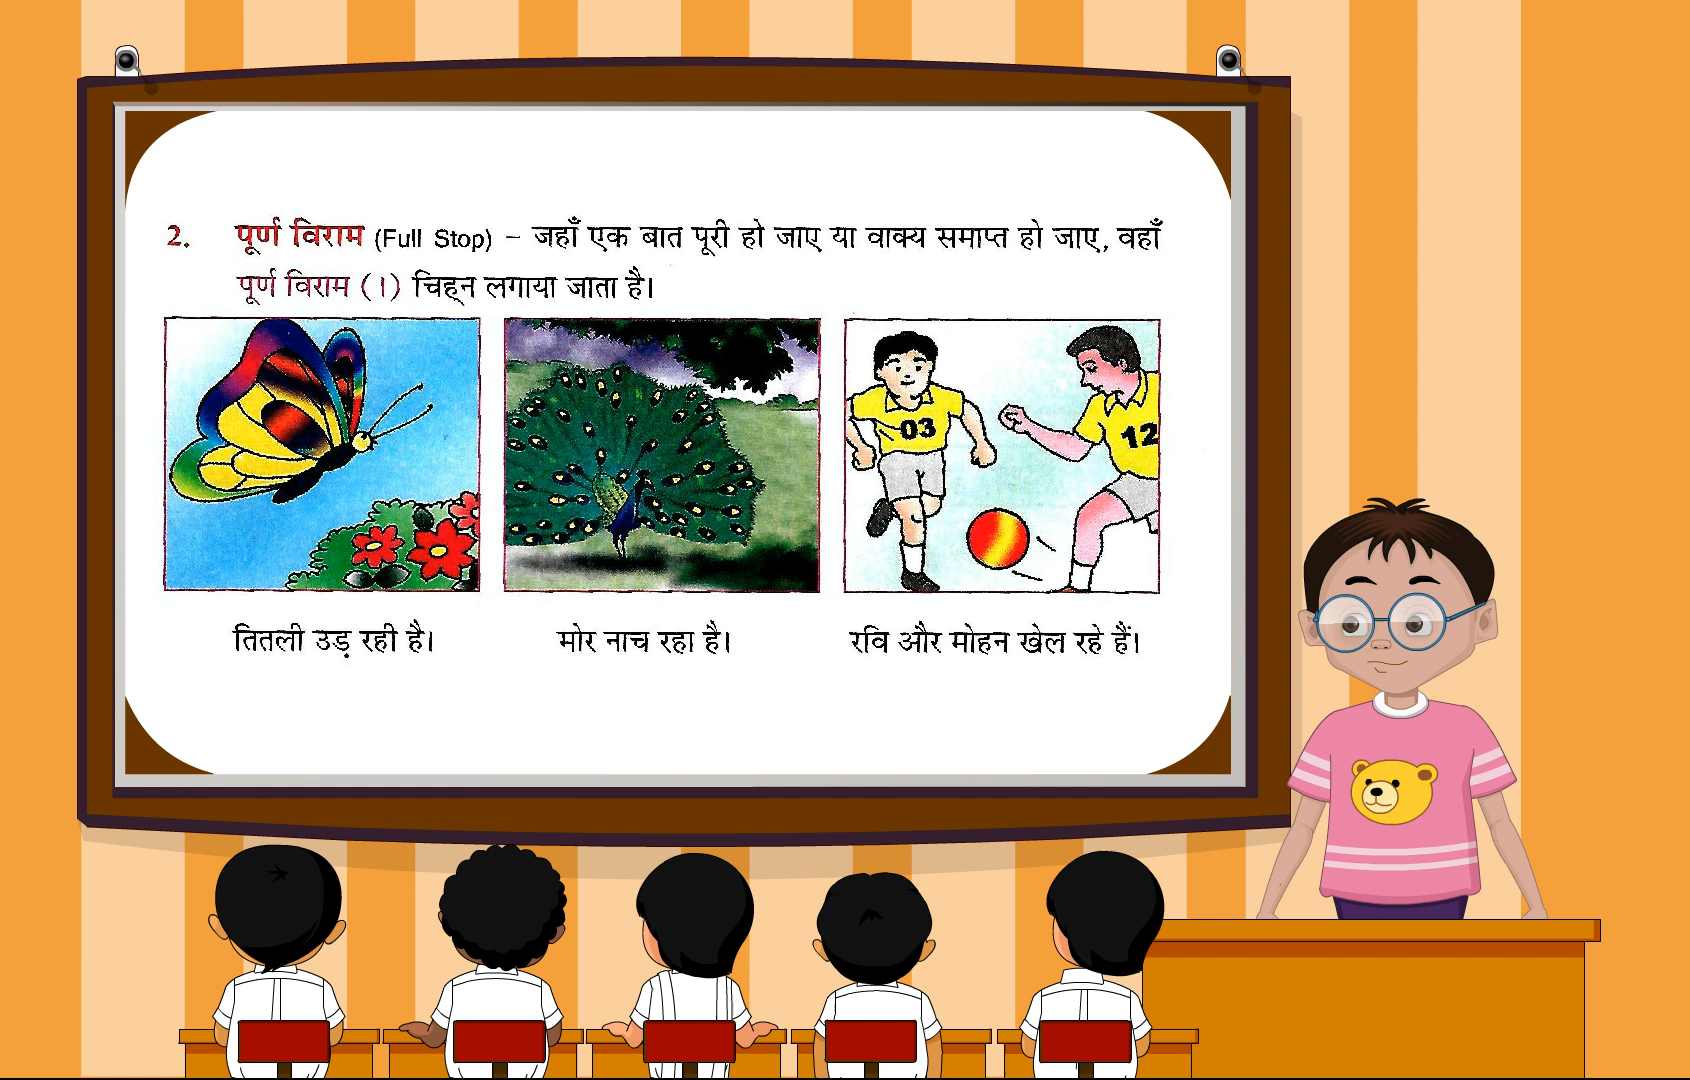 2. पूर्ण विराम (Full Stop) – जहाँ एक बात पूरी हो जाए या वाक्य समाप्त हो जाए, वहाँ
पूर्ण विराम (।) चिह्न लगाया जाता है।
03
12
तितली उड़ रही है।
मोर नाच रहा है।
रवि और मोहन खेल रहे हैं।